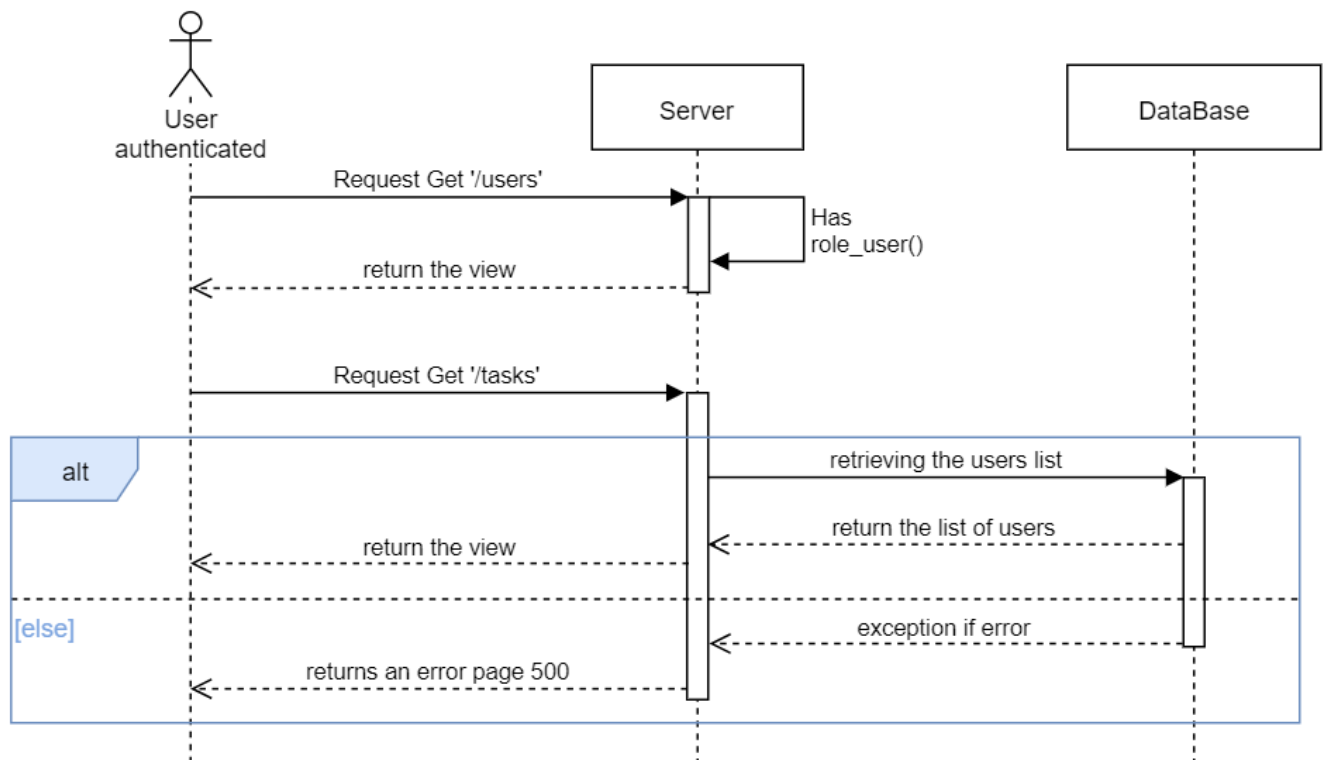 User
authenticated
Server
DataBase
Request Get '/users'
Has
role_user()
return the view
Request Get '/tasks'
alt
retrieving the users list
return the list of users
return the view
[else]
exception if error
returns an error page 500